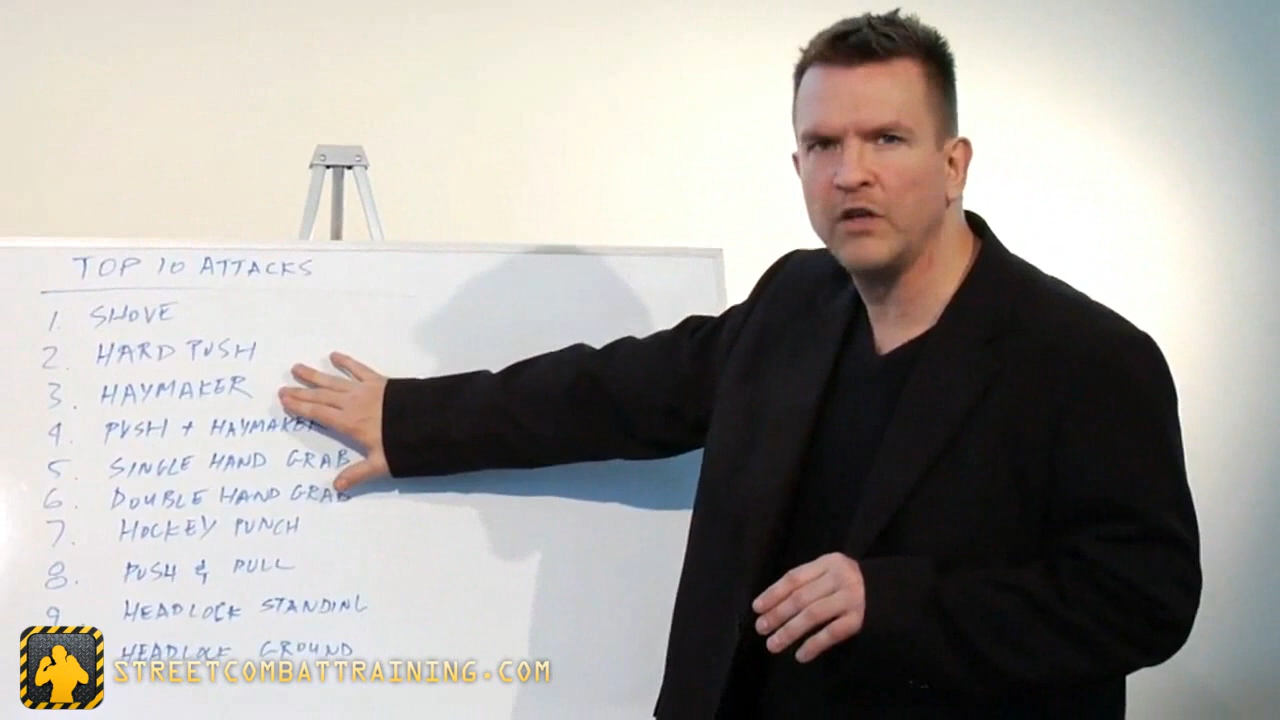 TOP 10 ATTACKS
1. SHOVE
2. HARD PUSH
3. HAYMAKER
4. PUSH + HAYMAKER
5. SINGLE HAND GRAB
6. DOUBLE HAND GRAB
7. HOCKEY PUNCH
8. PUSH & PULL
9. HEADLOCK STANDING
HEADLOCK GROUND
STREETCOMBATTRAINING.COM